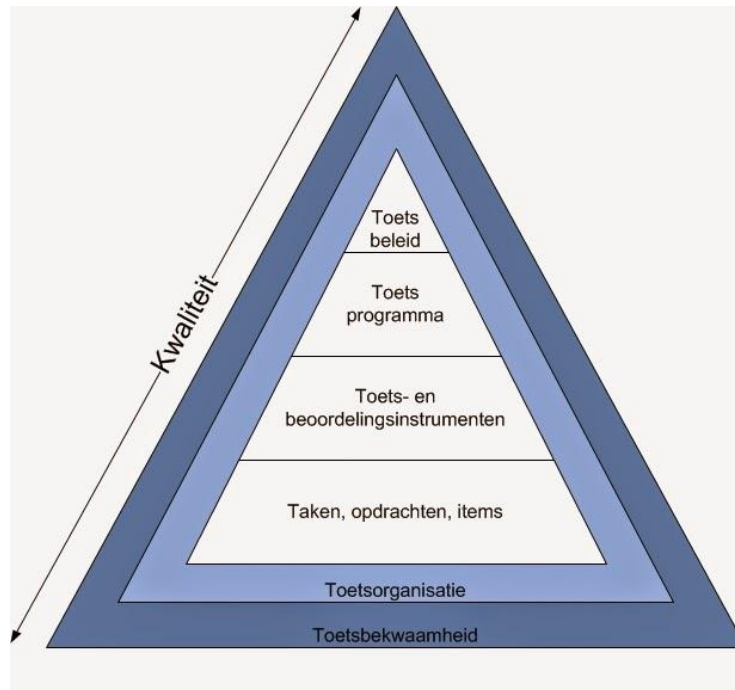 Kwaliteit
Toets
beleid
Toets
programma
Toets- en
beoordelingsinstrumenten
Taken, opdrachten, items
Toetsorganisatie
Toetsbekwaamheid